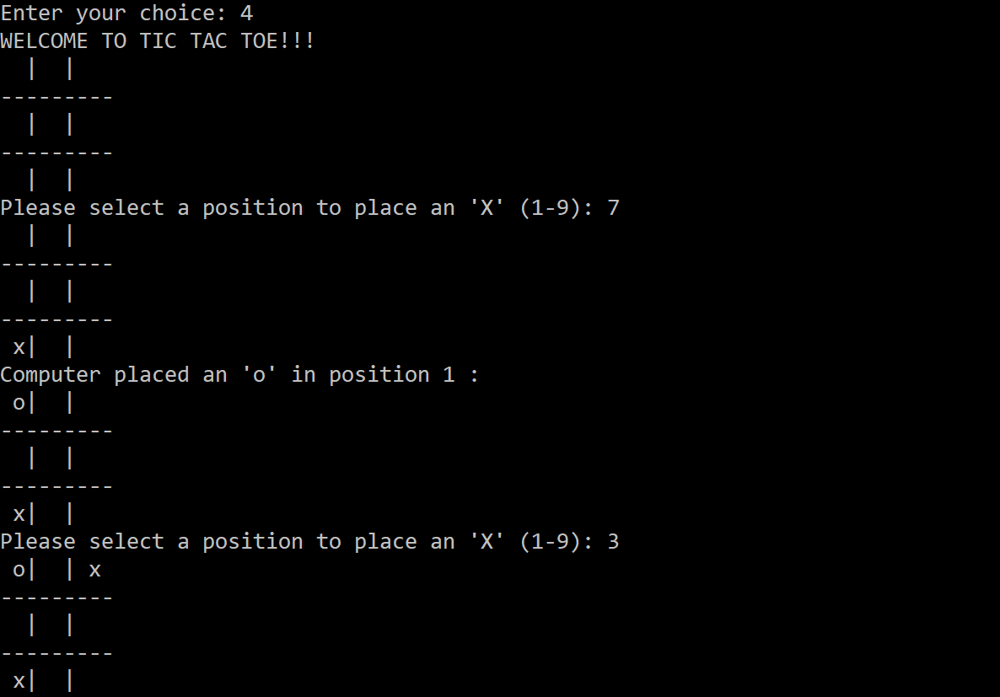 Enter your choice: 4
WELCOME TO TIC TAC TOE!!!
  |  |
---------
  |  |
---------
  |  |
Please select a position to place an 'X' (1-9): 7
  |  |
---------
  |  |
---------
 x|  |
Computer placed an 'o' in position 1 :
 o|  |
---------
  |  |
---------
 x|  |
Please select a position to place an 'X' (1-9): 3
 o|  | x
---------
  |  |
---------
 x|  |